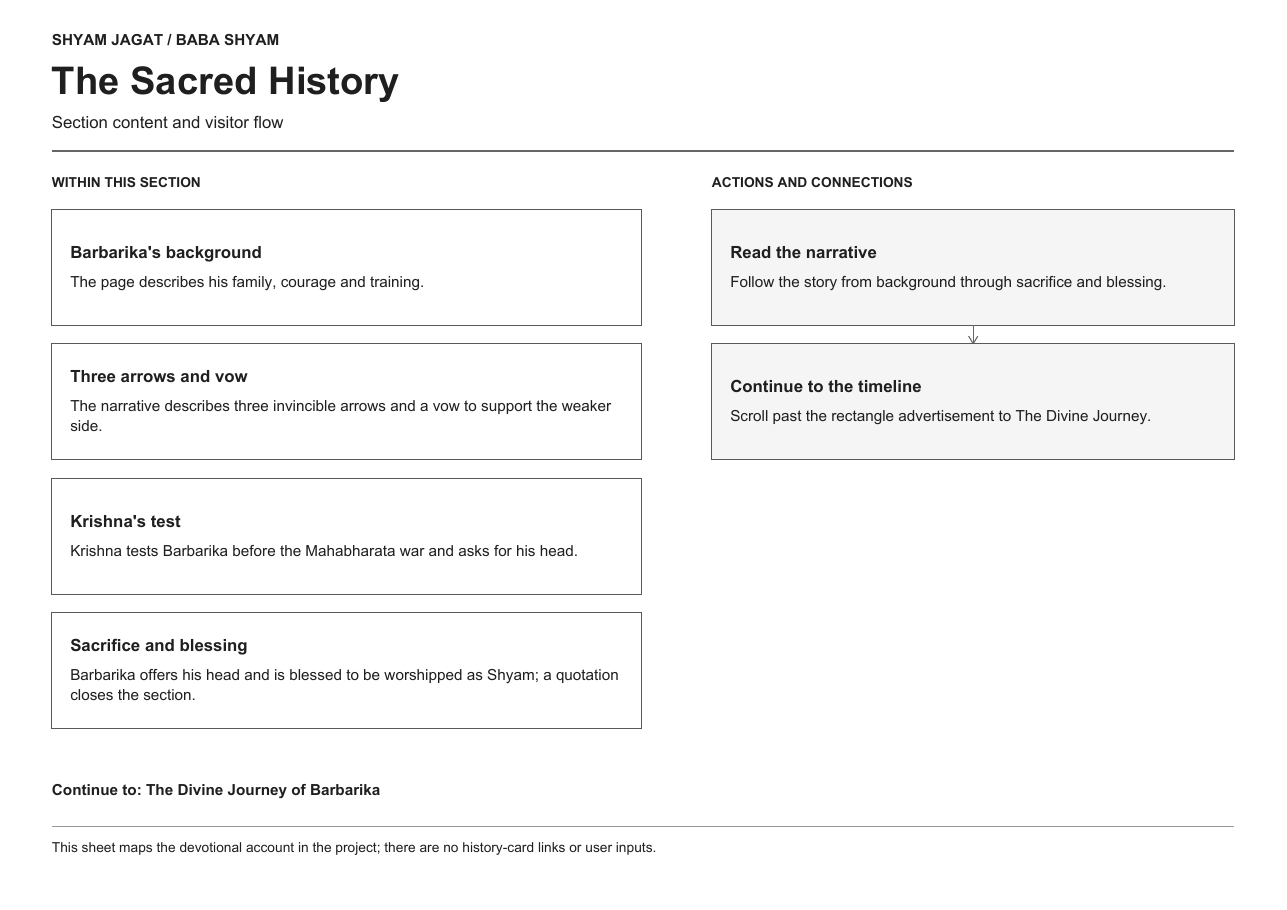 SHYAM JAGAT / BABA SHYAM
The Sacred History
Section content and visitor flow
WITHIN THIS SECTION
Barbarika's background
The page describes his family, courage and training.
Three arrows and vow
The narrative describes three invincible arrows and a vow to support the weaker
side.
Krishna's test
Krishna tests Barbarika before the Mahabharata war and asks for his head.
Sacrifice and blessing
Barbarika offers his head and is blessed to be worshipped as Shyam; a quotation
closes the section.
ACTIONS AND CONNECTIONS
Read the narrative
Follow the story from background through sacrifice and blessing.
Continue to the timeline
Scroll past the rectangle advertisement to The Divine Journey.
Continue to: The Divine Journey of Barbarika
This sheet maps the devotional account in the project; there are no history-card links or user inputs.